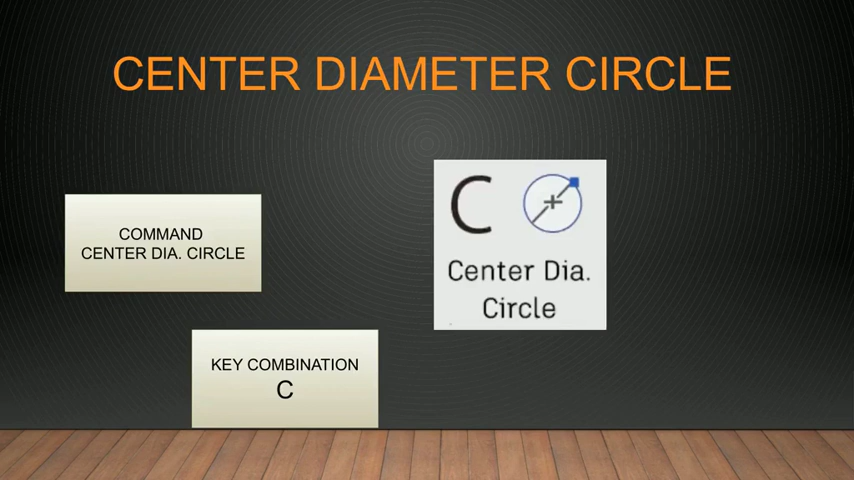 CENTER DIAMETER CIRCLE
COMMAND
CENTER DIA. CIRCLE
C
Center Dia.
Circle
KEY COMBINATION
C